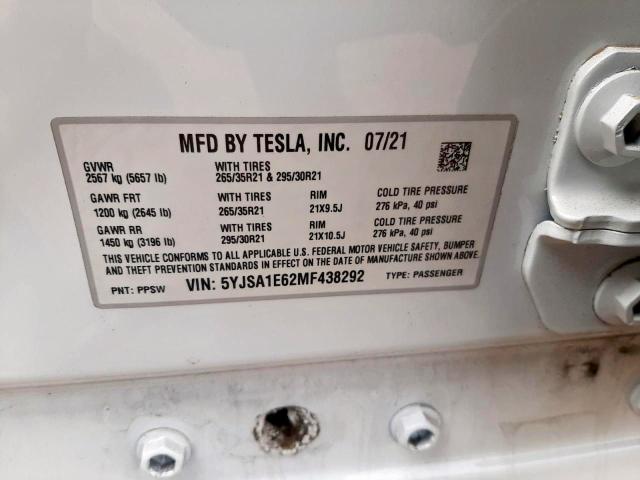 MFD BY TESLA, INC. 07/21
GVWR WITH TIRES
2567 kg (5657 lb) 265/35R21 & 295/30R21
GAWR FRT WITH TIRES RIM COLD TIRE PRESSURE
1200 kg (2645 lb) 265/35R21 21X9.5J 276 kPa, 40 psi
GAWR RR WITH TIRES RIM COLD TIRE PRESSURE
1450 kg (3196 lb) 295/30R21 21X10.5J 276 kPa, 40 psi
THIS VEHICLE CONFORMS TO ALL APPLICABLE U.S. FEDERAL MOTOR VEHICLE SAFETY, BUMPER
AND THEFT PREVENTION STANDARDS IN EFFECT ON THE DATE OF MANUFACTURE SHOWN ABOVE.
PNT: PPSW VIN: 5YJSA1E62MF438292 TYPE: PASSENGER